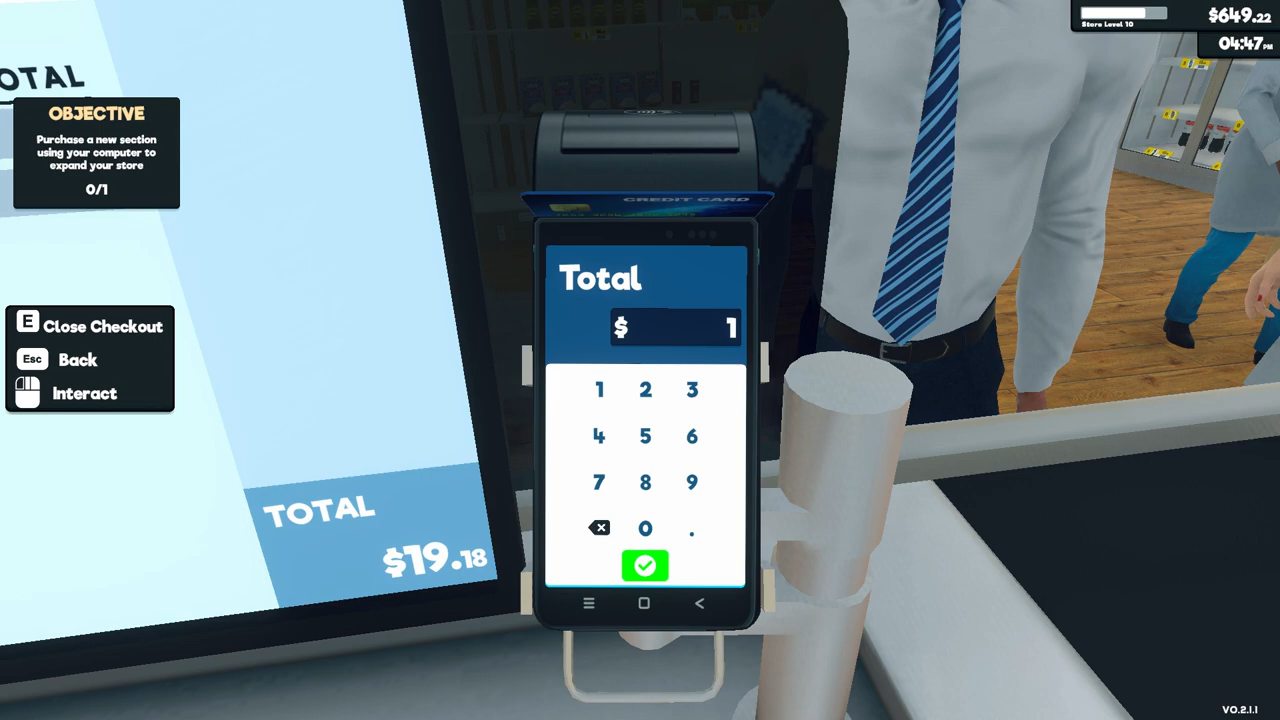 OTAL
OBJECTIVE
Purchase a new section
using your computer to
expand your store
0/1
E Close Checkout
Esc Back
Interact
TOTAL
$19.18
CREDIT CARD
Total
$ 1
1 2 3
4 5 6
7 8 9
0 .
$649.22
Store Level 10
04:47PM
V0.2.1.1